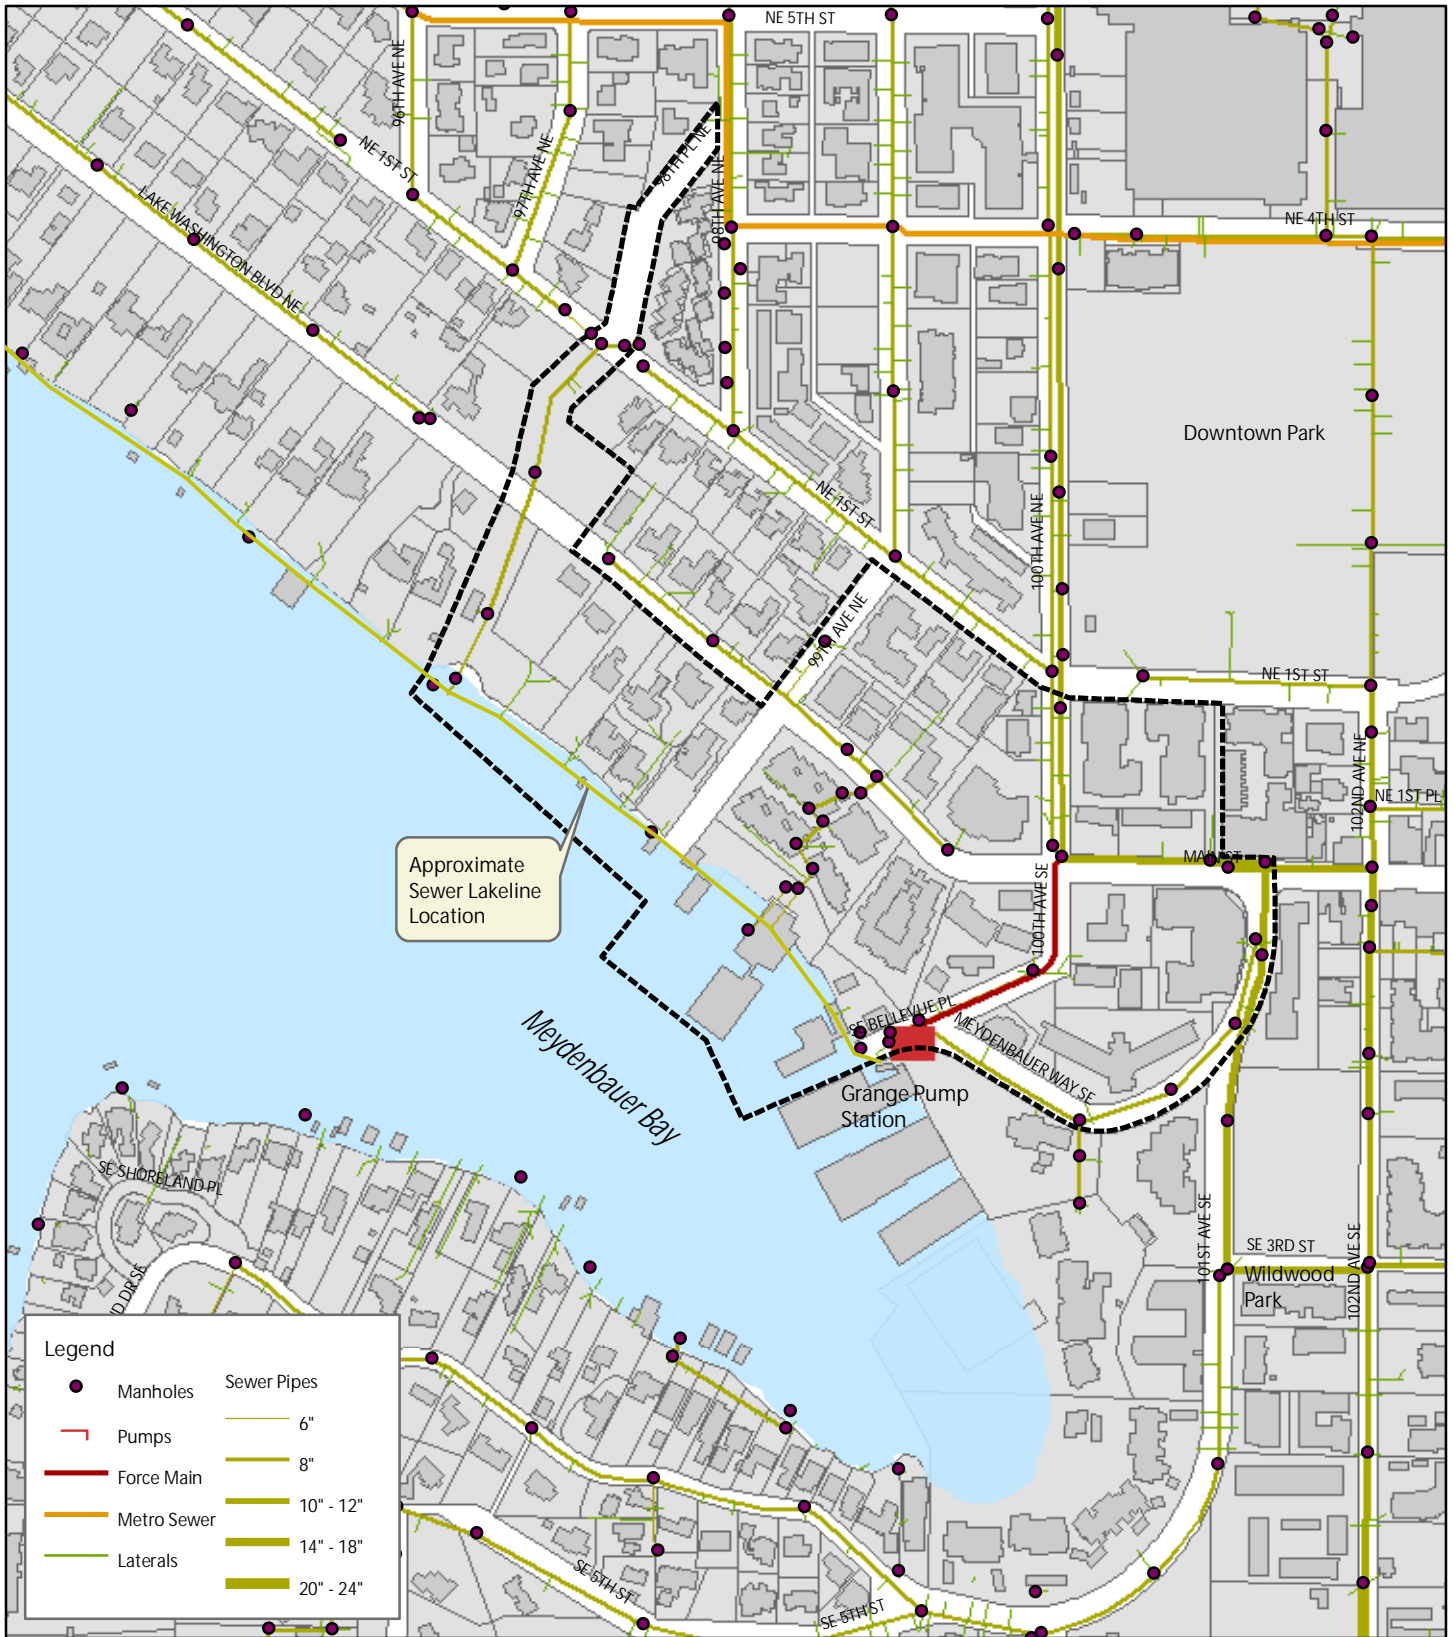 NE 5TH ST
96TH AVE NE
NE 1ST ST
97TH AVE NE
98TH PL NE
98TH AVE NE
NE 4TH ST
LAKE WASHINGTON BLVD NE
Downtown Park
NE 1ST ST
100TH AVE NE
99TH AVE NE
NE 1ST ST
102ND AVE NE
NE 1ST PL
MAIN ST
Approximate
Sewer Lakeline
Location
100TH AVE SE
SE BELLEVUE PL
MEYDENBAUER WAY SE
Meydenbauer Bay
Grange Pump
Station
SE SHORELAND PL
101ST AVE SE
SE 3RD ST
102ND AVE SE
Wildwood
Park
ND DR SE
Legend
Manholes
Pumps
Force Main
Metro Sewer
Laterals
Sewer Pipes
6"
8"
10" - 12"
14" - 18"
20" - 24"
SE 5TH ST
SE 5TH ST